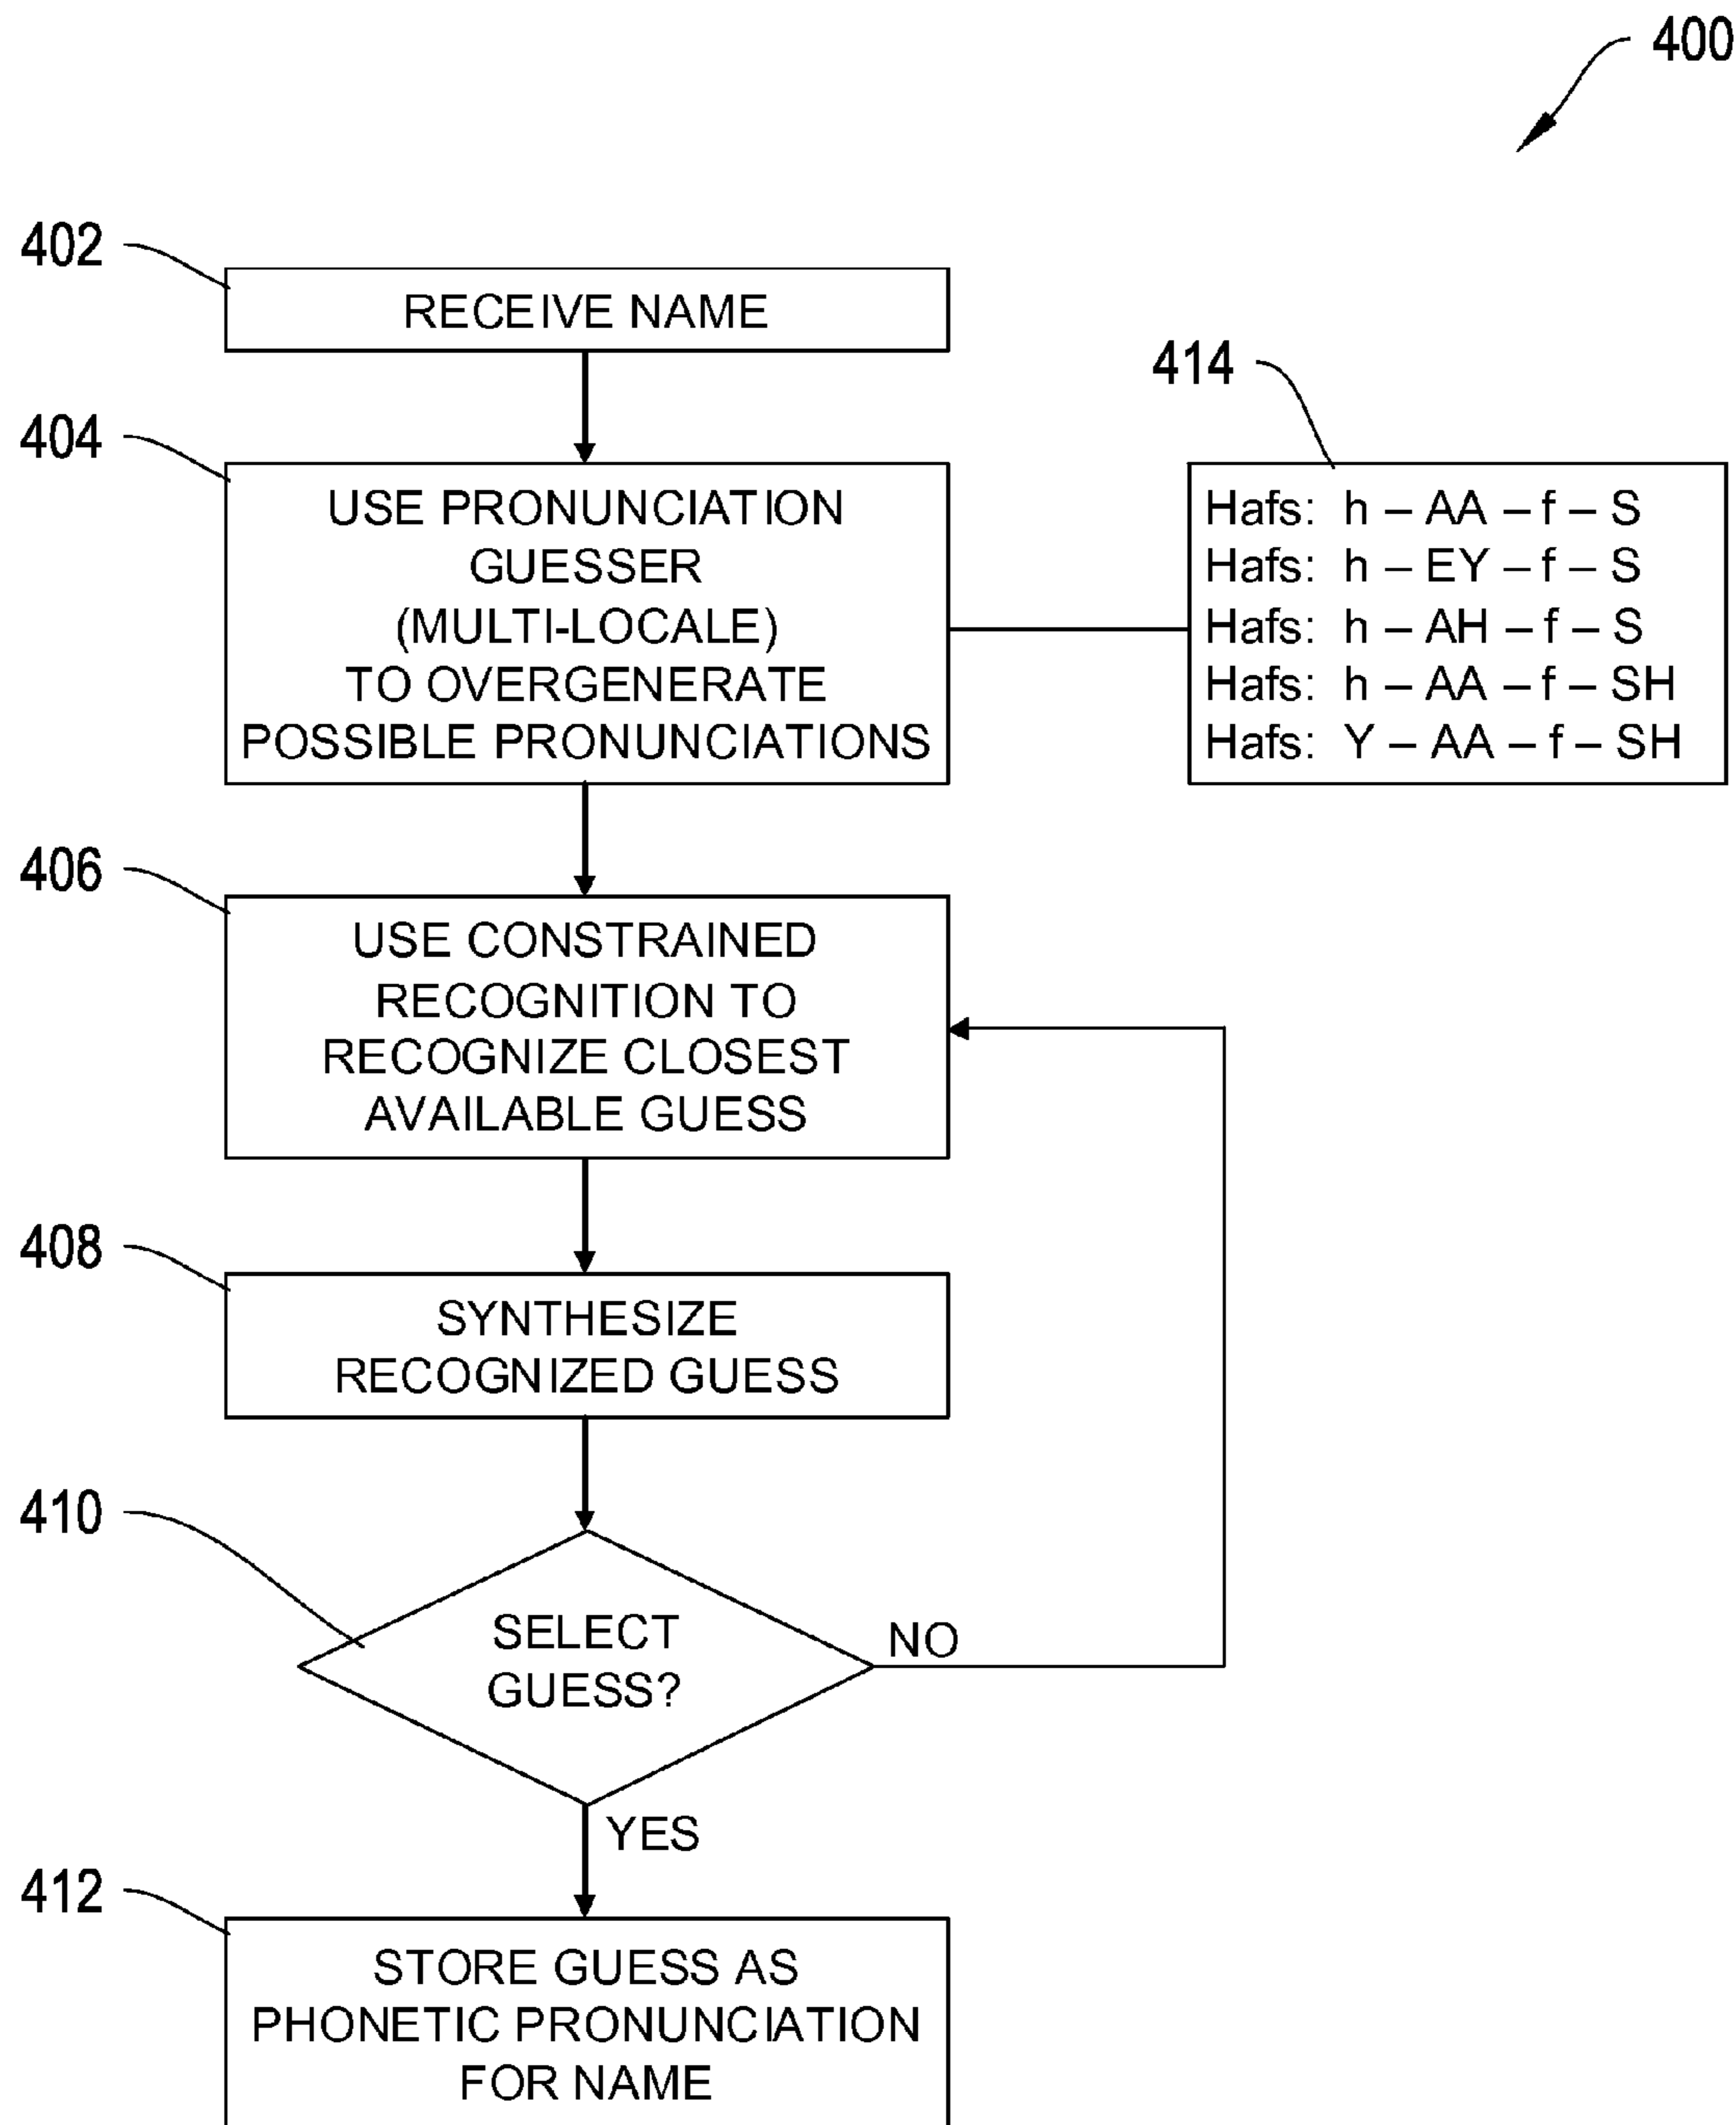 400
402
RECEIVE NAME
404
USE PRONUNCIATION
GUESSER
(MULTI-LOCALE)
TO OVERGENERATE
POSSIBLE PRONUNCIATIONS
414
Hafs: h – AA – f – S
Hafs: h – EY – f – S
Hafs: h – AH – f – S
Hafs: h – AA – f – SH
Hafs: Y – AA – f – SH
406
USE CONSTRAINED
RECOGNITION TO
RECOGNIZE CLOSEST
AVAILABLE GUESS
408
SYNTHESIZE
RECOGNIZED GUESS
410
SELECT
GUESS?
NO
YES
412
STORE GUESS AS
PHONETIC PRONUNCIATION
FOR NAME